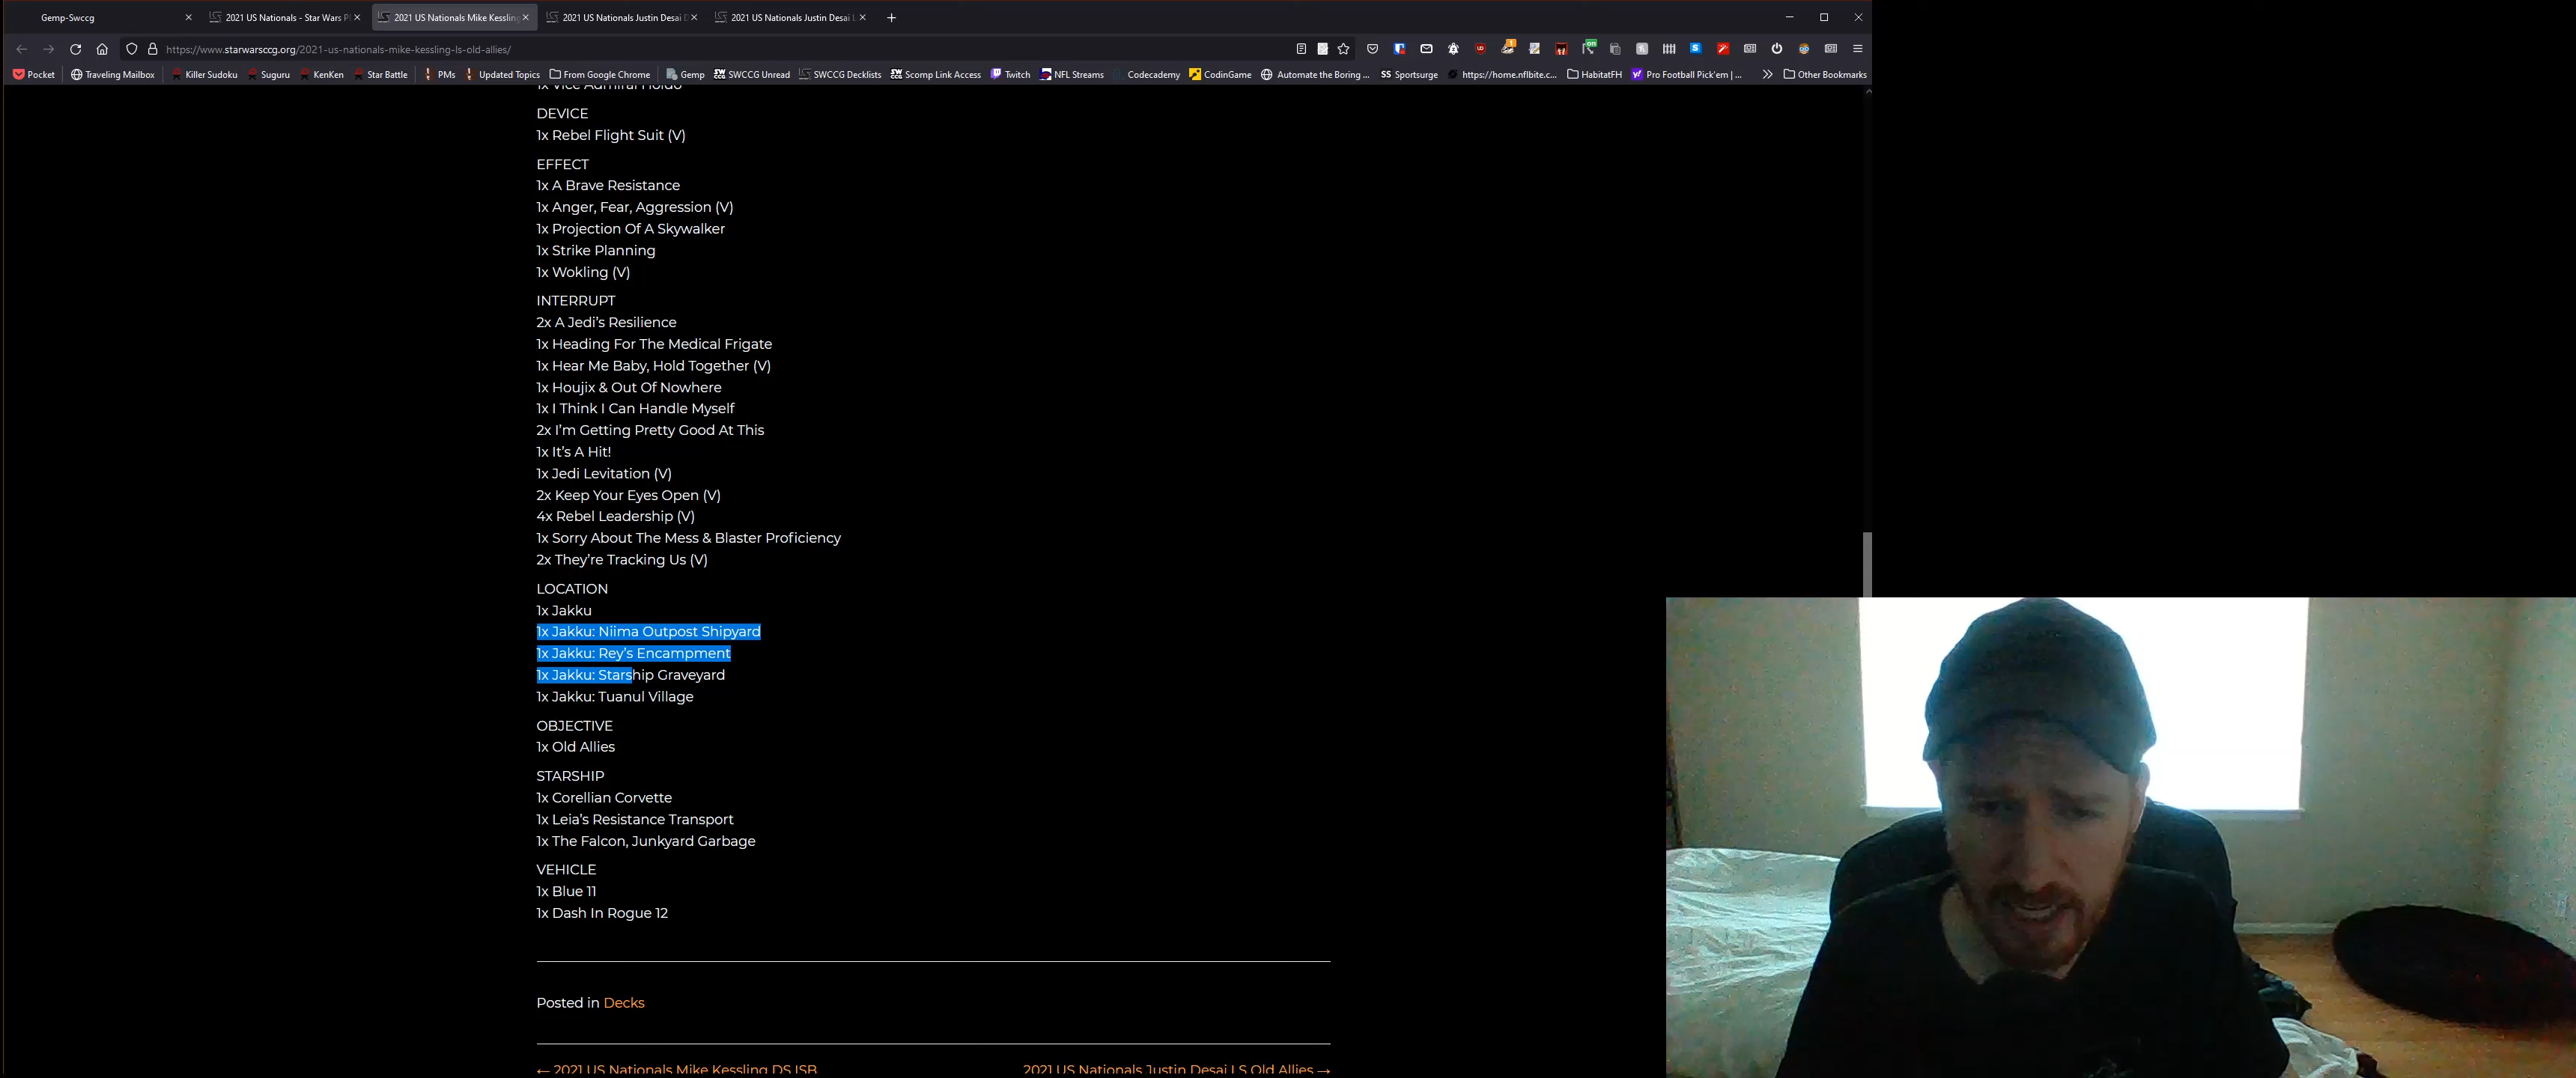 Gemp-Swccg
2021 US Nationals - Star Wars Pl
2021 US Nationals Mike Kessling
2021 US Nationals Justin Desai D
2021 US Nationals Justin Desai L
https://www.starwarsccg.org/2021-us-nationals-mike-kessling-ls-old-allies/
Pocket
Traveling Mailbox
Killer Sudoku
Suguru
KenKen
Star Battle
PMs
Updated Topics
From Google Chrome
Gemp
SWCCG Unread
SWCCG Decklists
Scomp Link Access
Twitch
NFL Streams
Codecademy
CodinGame
Automate the Boring ...
SS Sportsurge
https://home.nflbite.c...
HabitatFH
Pro Football Pick'em | ...
Other Bookmarks
1x Vice Admiral Holdo
DEVICE
1x Rebel Flight Suit (V)
EFFECT
1x A Brave Resistance
1x Anger, Fear, Aggression (V)
1x Projection Of A Skywalker
1x Strike Planning
1x Wokling (V)
INTERRUPT
2x A Jedi’s Resilience
1x Heading For The Medical Frigate
1x Hear Me Baby, Hold Together (V)
1x Houjix & Out Of Nowhere
1x I Think I Can Handle Myself
2x I’m Getting Pretty Good At This
1x It’s A Hit!
1x Jedi Levitation (V)
2x Keep Your Eyes Open (V)
4x Rebel Leadership (V)
1x Sorry About The Mess & Blaster Proficiency
2x They’re Tracking Us (V)
LOCATION
1x Jakku
1x Jakku: Niima Outpost Shipyard
1x Jakku: Rey’s Encampment
1x Jakku: Starship Graveyard
1x Jakku: Tuanul Village
OBJECTIVE
1x Old Allies
STARSHIP
1x Corellian Corvette
1x Leia’s Resistance Transport
1x The Falcon, Junkyard Garbage
VEHICLE
1x Blue 11
1x Dash In Rogue 12
Posted in Decks
← 2021 US Nationals Mike Kessling DS ISB
2021 US Nationals Justin Desai LS Old Allies →